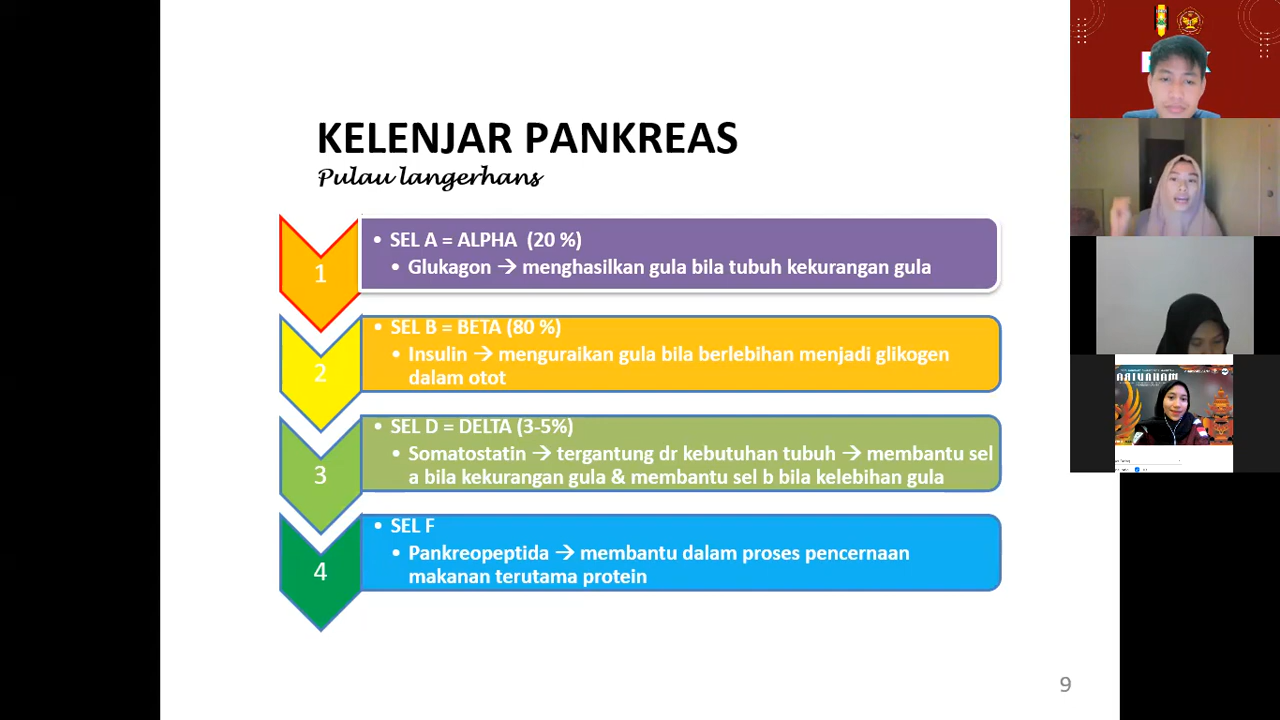 KELENJAR PANKREAS
Pulau langerhans
1
• SEL A = ALPHA (20 %)
• Glukagon → menghasilkan gula bila tubuh kekurangan gula
2
• SEL B = BETA (80 %)
• Insulin → menguraikan gula bila berlebihan menjadi glikogen
dalam otot
3
• SEL D = DELTA (3-5%)
• Somatostatin → tergantung dr kebutuhan tubuh → membantu sel
a bila kekurangan gula & membantu sel b bila kelebihan gula
4
• SEL F
• Pankreopeptida → membantu dalam proses pencernaan
makanan terutama protein
9